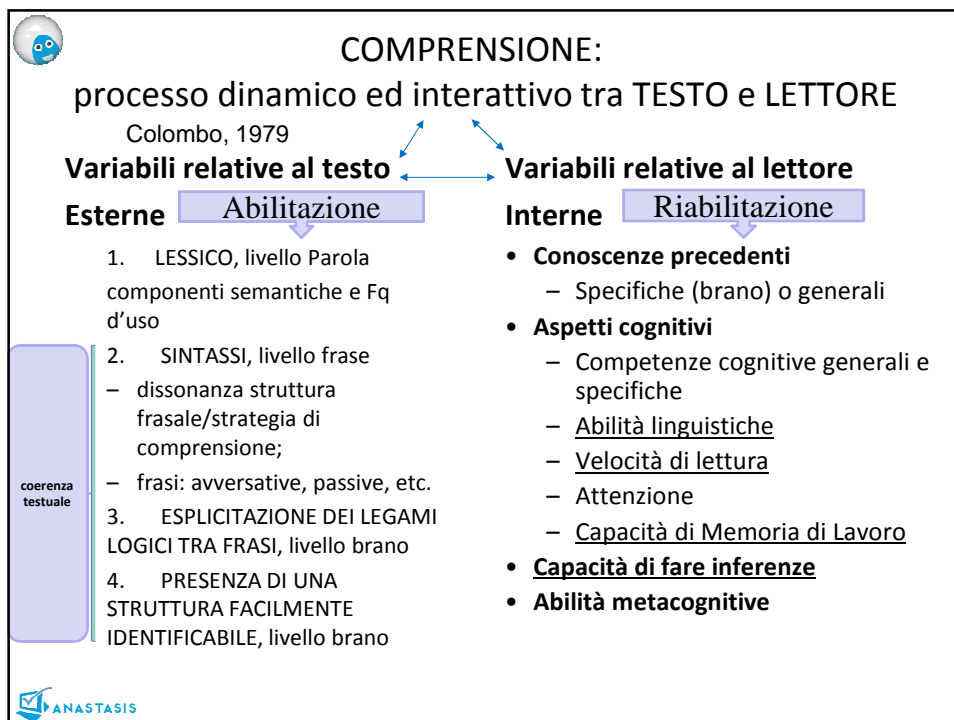 COMPRENSIONE:
processo dinamico ed interattivo tra TESTO e LETTORE
Colombo, 1979
Variabili relative al testo
Esterne
Abilitazione
1. LESSICO, livello Parola
componenti semantiche e Fq
d’uso
2. SINTASSI, livello frase
– dissonanza struttura
frasale/strategia di
comprensione;
– frasi: avversative, passive, etc.
3. ESPLICITAZIONE DEI LEGAMI
LOGICI TRA FRASI, livello brano
4. PRESENZA DI UNA
STRUTTURA FACILMENTE
IDENTIFICABILE, livello brano
coerenza
testuale
Variabili relative al lettore
Interne
Riabilitazione
• Conoscenze precedenti
– Specifiche (brano) o generali
• Aspetti cognitivi
– Competenze cognitive generali e
specifiche
– Abilità linguistiche
– Velocità di lettura
– Attenzione
– Capacità di Memoria di Lavoro
• Capacità di fare inferenze
• Abilità metacognitive
ANASTASIS